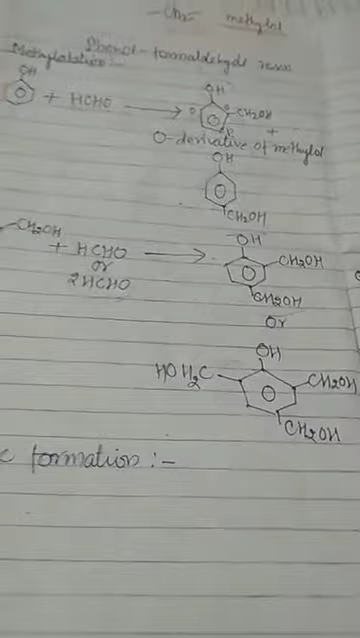 -CH2- methylol
Phenol-formaldehyde resin
Methylolation:-
OH
+ HCHO
OH
CH2OH
+
O-derivative of methylol
OH
CH2OH
-CH2OH
+ HCHO
or
2HCHO
OH
CH2OH
CH2OH
Or
OH
HOH2C
CH2OH
CH2OH
c formation:-